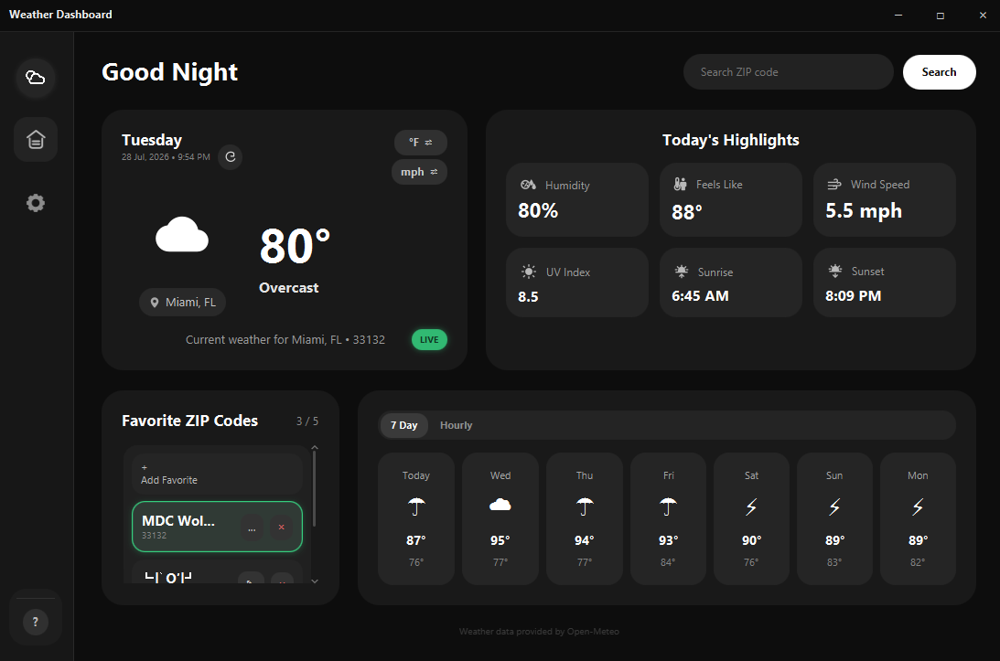 Weather Dashboard
Good Night
Search ZIP code
Search
Tuesday
28 Jul, 2026 • 9:54 PM
°F ⇄
mph ⇄
80°
Overcast
Miami, FL
Current weather for Miami, FL • 33132
LIVE
Today's Highlights
Humidity
80%
Feels Like
88°
Wind Speed
5.5 mph
UV Index
8.5
Sunrise
6:45 AM
Sunset
8:09 PM
Favorite ZIP Codes
3 / 5
+
Add Favorite
MDC Wol...
33132
...
×
7 Day
Hourly
Today
87°
76°
Wed
95°
77°
Thu
94°
77°
Fri
93°
84°
Sat
90°
76°
Sun
89°
83°
Mon
89°
82°
?
Weather data provided by Open-Meteo